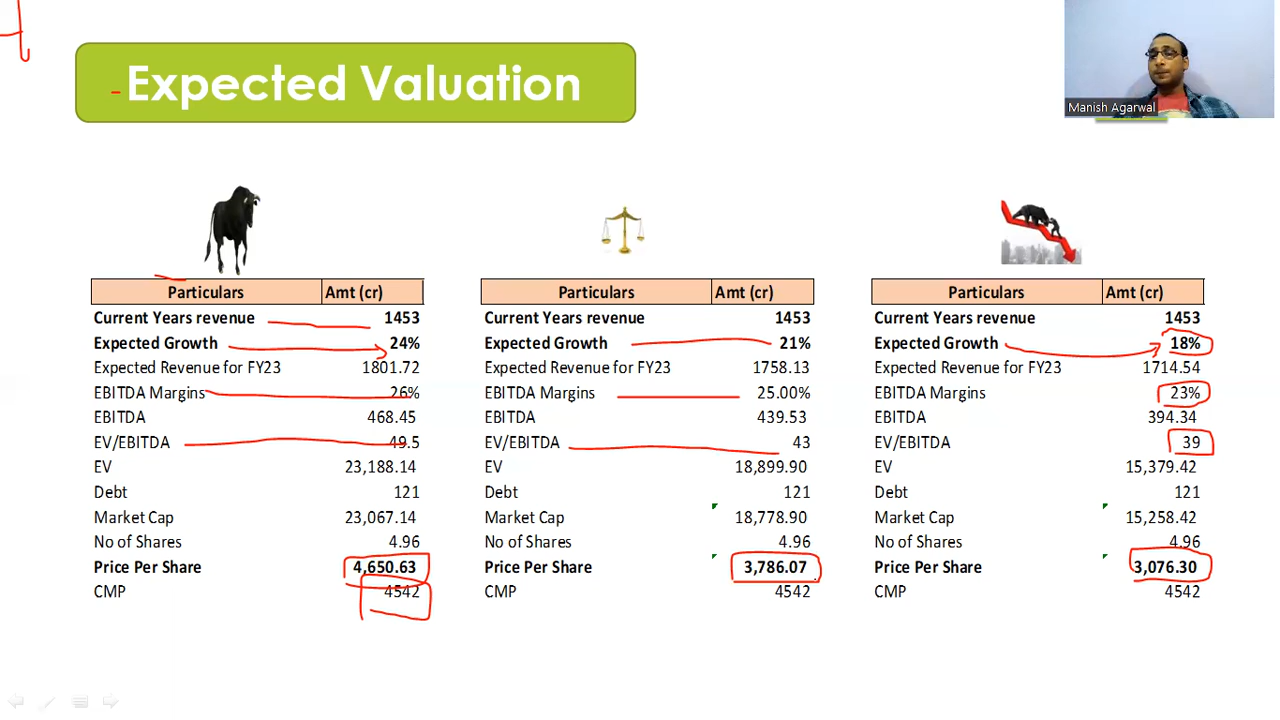 Expected Valuation
Manish Agarwal
Particulars Amt (cr)
Current Years revenue 1453
Expected Growth 24%
Expected Revenue for FY23 1801.72
EBITDA Margins 26%
EBITDA 468.45
EV/EBITDA 49.5
EV 23,188.14
Debt 121
Market Cap 23,067.14
No of Shares 4.96
Price Per Share 4,650.63
CMP 4542
Particulars Amt (cr)
Current Years revenue 1453
Expected Growth 21%
Expected Revenue for FY23 1758.13
EBITDA Margins 25.00%
EBITDA 439.53
EV/EBITDA 43
EV 18,899.90
Debt 121
Market Cap 18,778.90
No of Shares 4.96
Price Per Share 3,786.07
CMP 4542
Particulars Amt (cr)
Current Years revenue 1453
Expected Growth 18%
Expected Revenue for FY23 1714.54
EBITDA Margins 23%
EBITDA 394.34
EV/EBITDA 39
EV 15,379.42
Debt 121
Market Cap 15,258.42
No of Shares 4.96
Price Per Share 3,076.30
CMP 4542